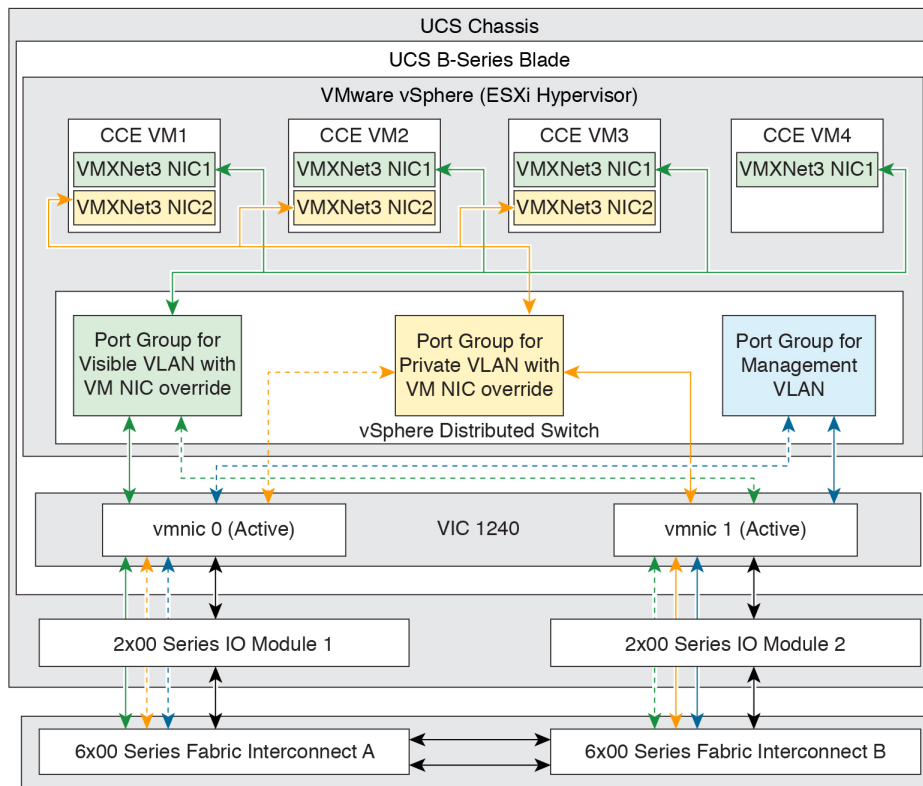 UCS Chassis
UCS B-Series Blade
VMware vSphere (ESXi Hypervisor)
CCE VM1
VMXNet3 NIC1
VMXNet3 NIC2
CCE VM2
VMXNet3 NIC1
VMXNet3 NIC2
CCE VM3
VMXNet3 NIC1
VMXNet3 NIC2
CCE VM4
VMXNet3 NIC1
Port Group for
Visible VLAN with
VM NIC override
Port Group for
Private VLAN with
VM NIC override
Port Group for
Management
VLAN
vSphere Distributed Switch
vmnic 0 (Active)
VIC 1240
vmnic 1 (Active)
2x00 Series IO Module 1
2x00 Series IO Module 2
6x00 Series Fabric Interconnect A
6x00 Series Fabric Interconnect B